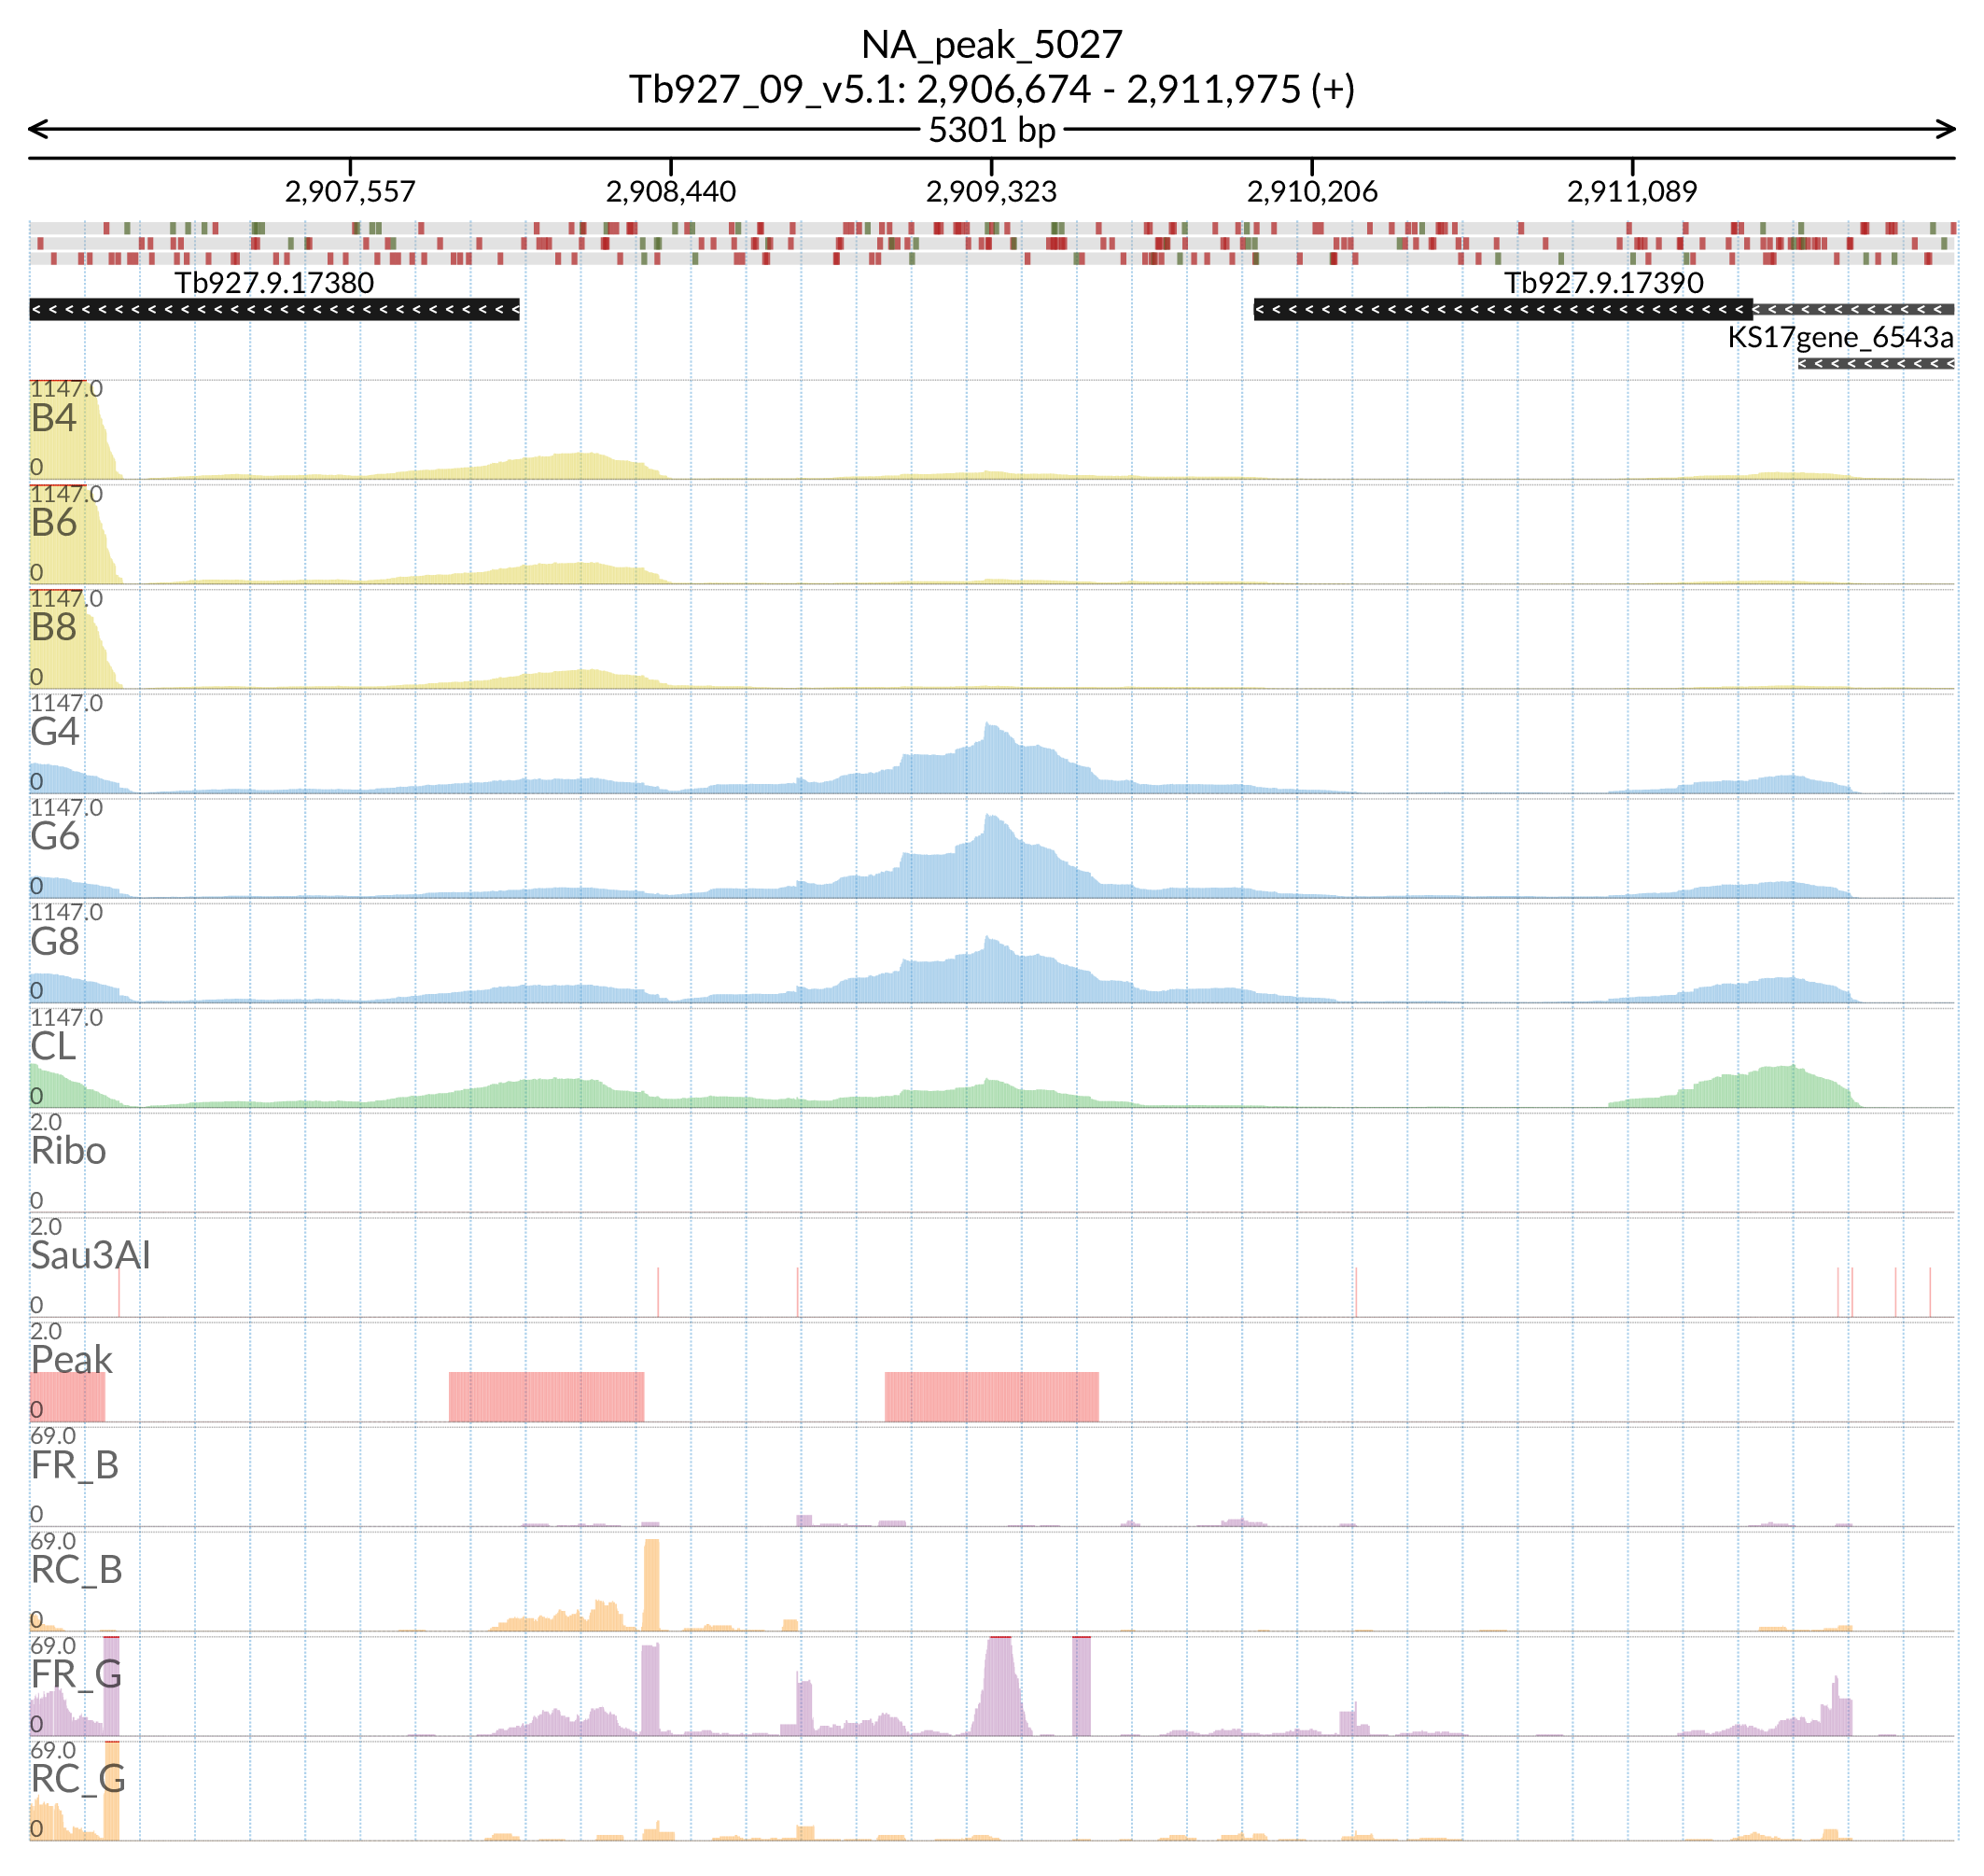 NA_peak_5027
Tb927_09_v5.1: 2,906,674 - 2,911,975 (+)
5301 bp
2,907,557 2,908,440 2,909,323 2,910,206 2,911,089
Tb927.9.17380 Tb927.9.17390
KS17gene_6543a
1147.0
B4
0
1147.0
B6
0
1147.0
B8
0
1147.0
G4
0
1147.0
G6
0
1147.0
G8
0
1147.0
CL
0
2.0
Ribo
0
2.0
Sau3AI
0
2.0
Peak
0
69.0
FR_B
0
69.0
RC_B
0
69.0
FR_G
0
69.0
RC_G
0